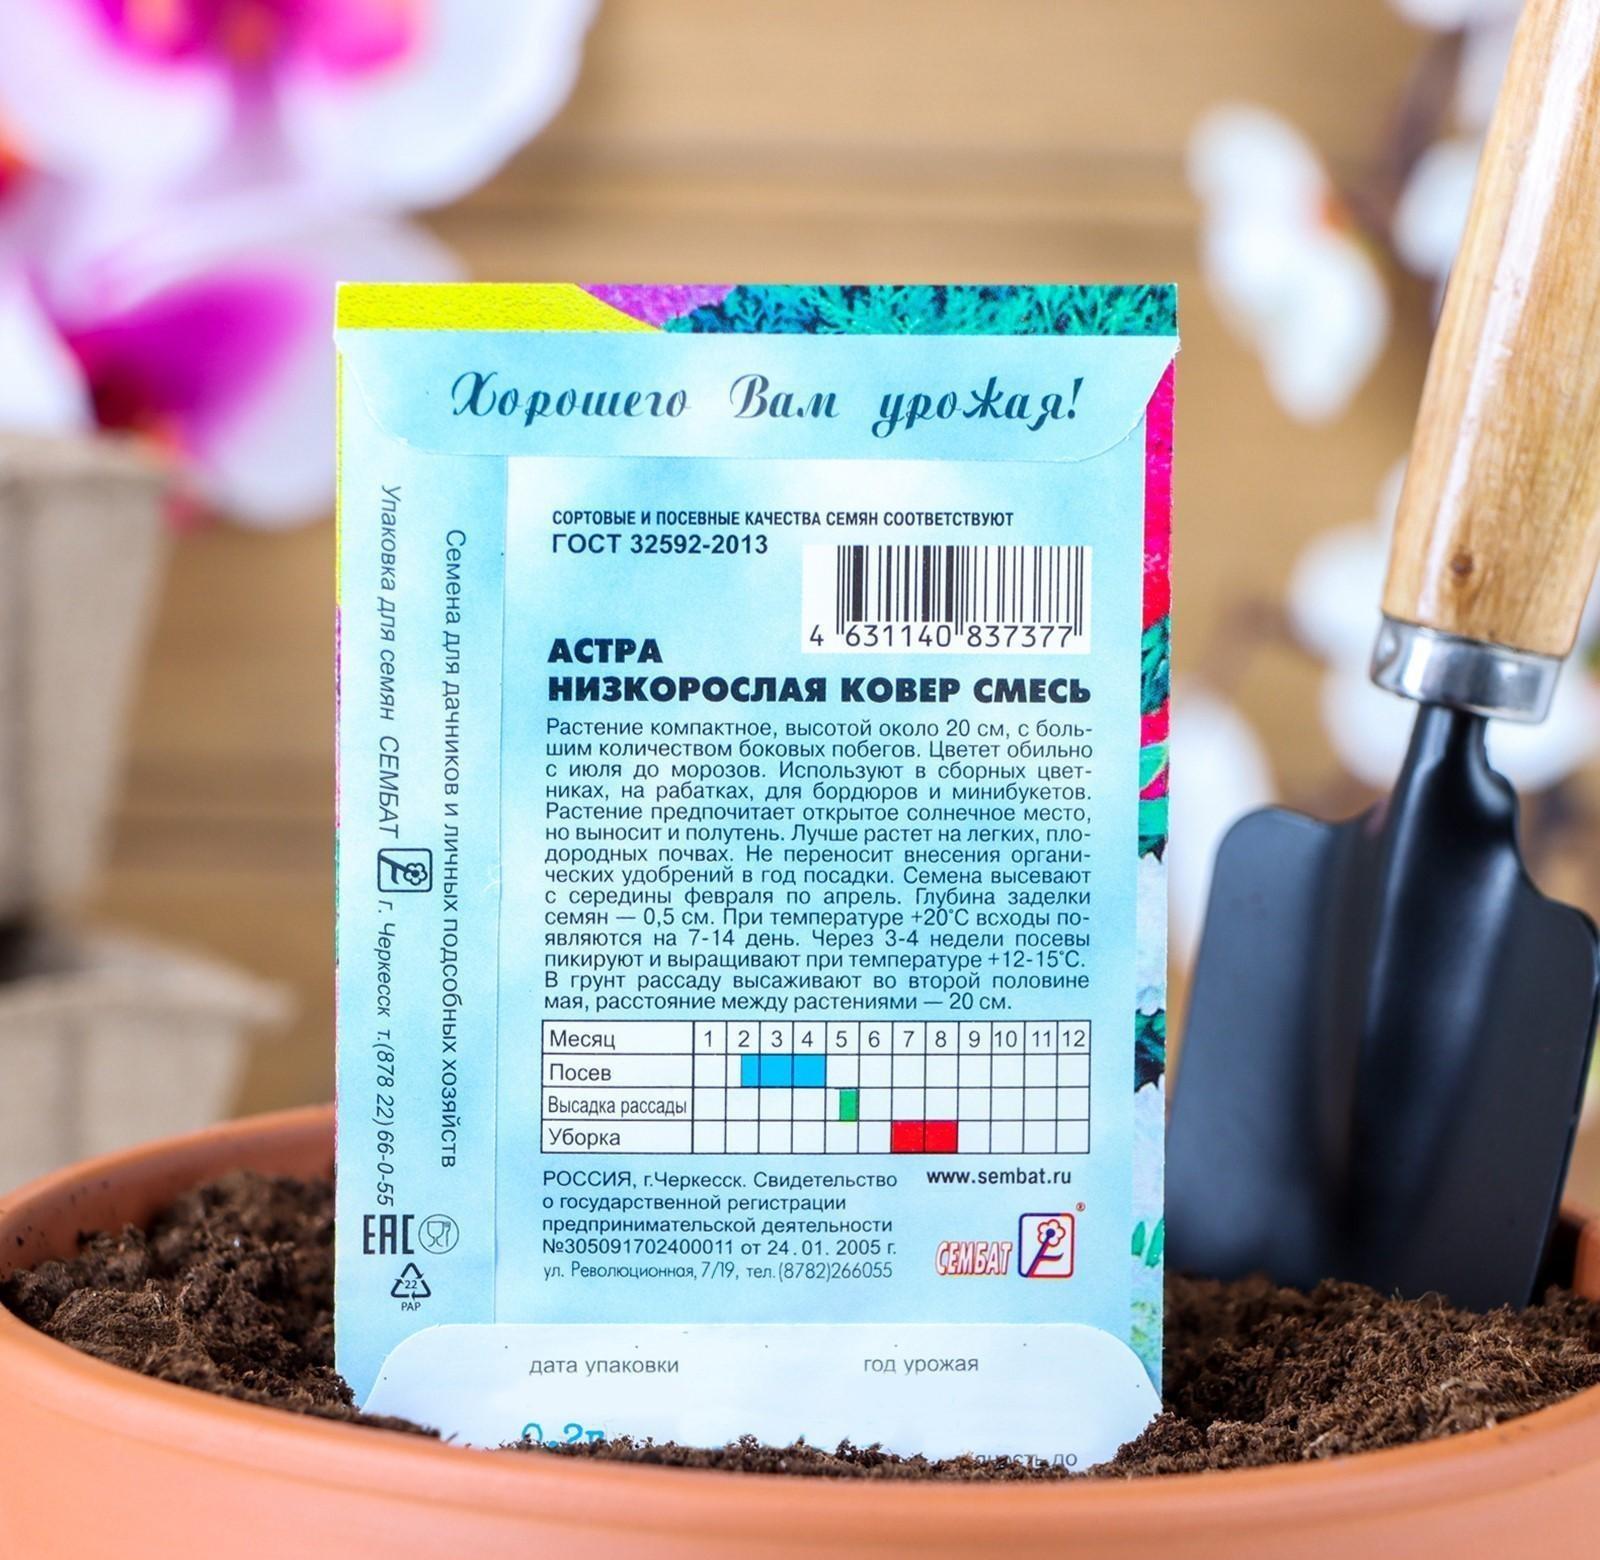 Хорошего Вам урожая!
СОРТОВЫЕ И ПОСЕВНЫЕ КАЧЕСТВА СЕМЯН СООТВЕТСТВУЮТ
ГОСТ 32592-2013
4 631140 837377
АСТРА
НИЗКОРОСЛАЯ КОВЕР СМЕСЬ
Растение компактное, высотой около 20 см, с боль-
шим количеством боковых побегов. Цветет обильно
с июля до морозов. Используют в сборных цвет-
никах, на рабатках, для бордюров и минибукетов.
Растение предпочитает открытое солнечное место,
но выносит и полутень. Лучше растет на легких, пло-
дородных почвах. Не переносит внесения органи-
ческих удобрений в год посадки. Семена высевают
с середины февраля по апрель. Глубина заделки
семян — 0,5 см. При температуре +20°С всходы по-
являются на 7-14 день. Через 3-4 недели посевы
пикируют и выращивают при температуре +12-15°С.
В грунт рассаду высаживают во второй половине
мая, расстояние между растениями — 20 см.
Месяц 1 2 3 4 5 6 7 8 9 10 11 12
Посев
Высадка рассады
Уборка
РОССИЯ, г.Черкесск. Свидетельство
о государственной регистрации
предпринимательской деятельности
№305091702400011 от 24.01.2005 г.
ул. Революционная, 7/19, тел.(8782)266055
www.sembat.ru
СЕМБАТ ®
Семена для дачников и личных подсобных хозяйств
Упаковка для семян СЕМБАТ г. Черкесск т.(878 22)66-0-55
EAC
22
PAP
дата упаковки год урожая
до